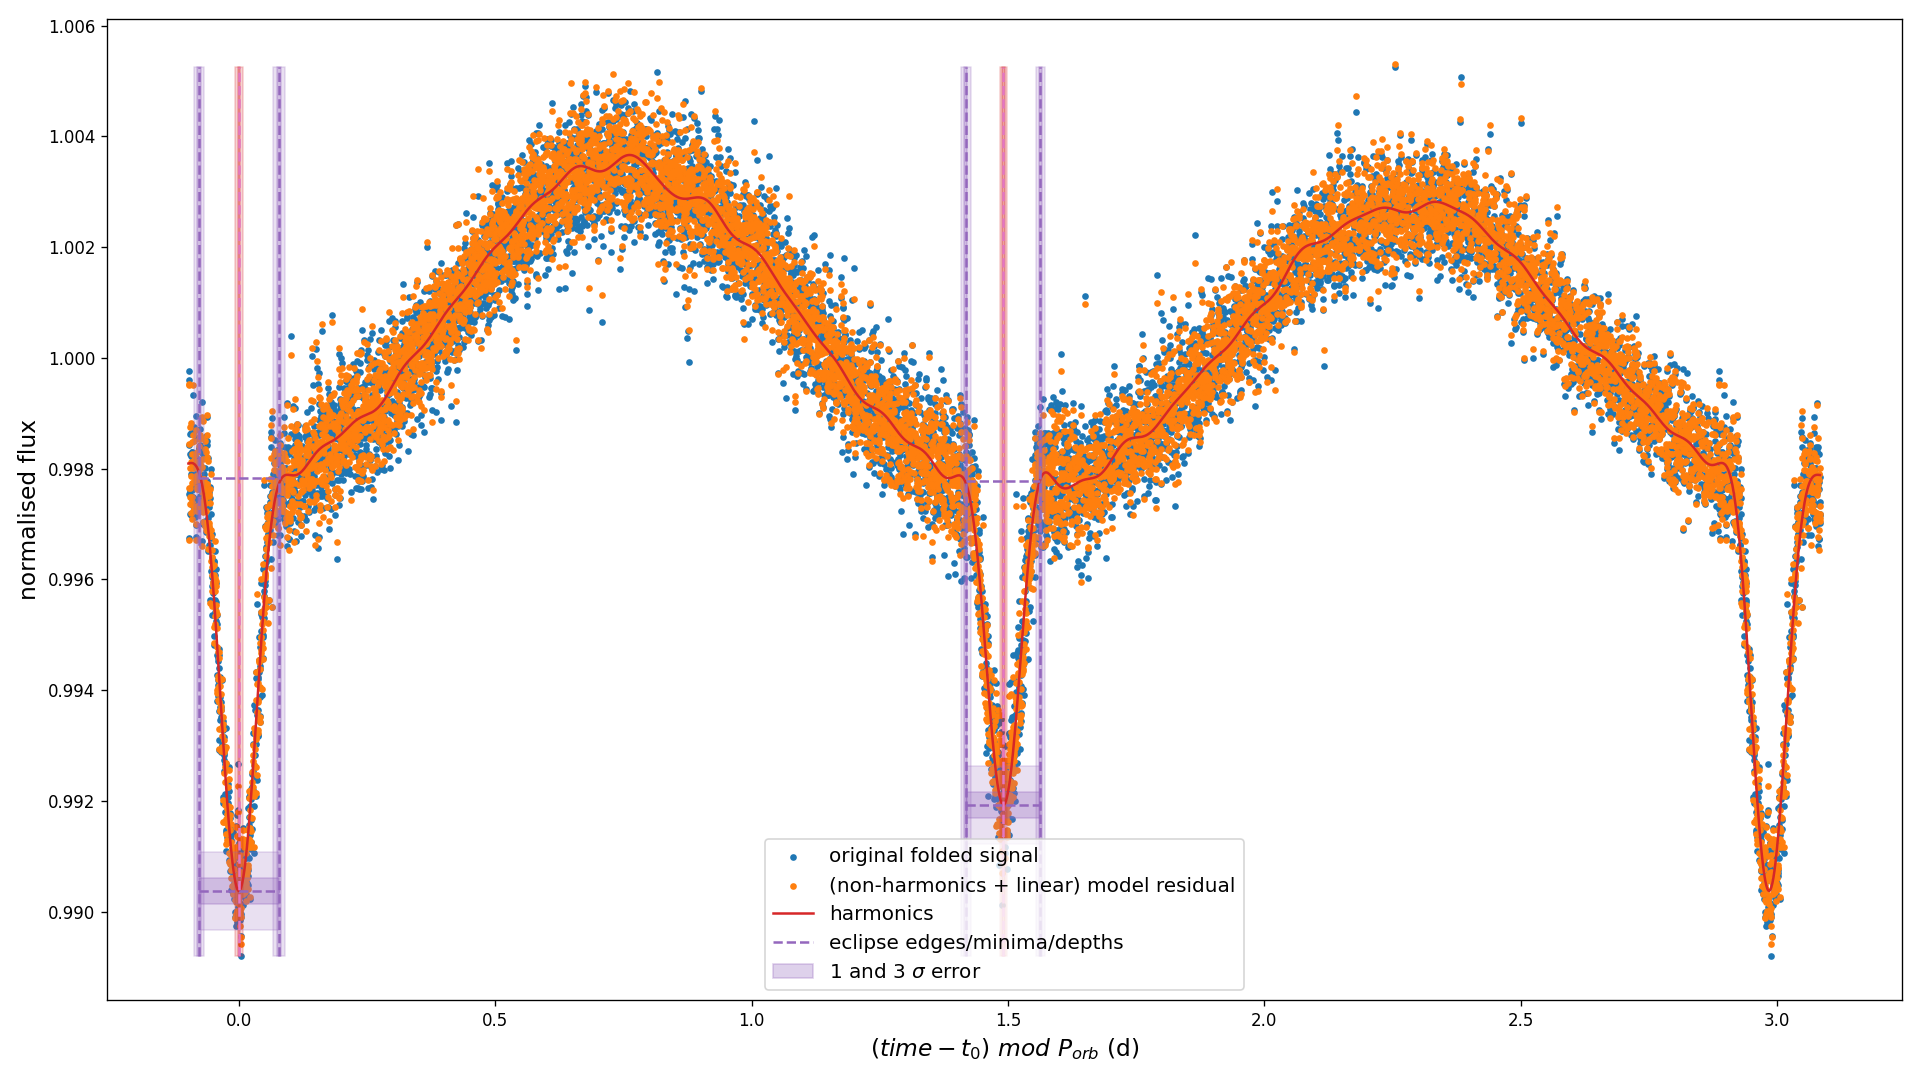 1.006
1.004
1.002
1.000
0.998
0.996
0.994
0.992
0.990
normalised flux
original folded signal
(non-harmonics + linear) model residual
harmonics
eclipse edges/minima/depths
1 and 3 σ error
0.0 0.5 1.0 1.5 2.0 2.5 3.0
(time − t₀) mod Pₒᵣ₆ (d)